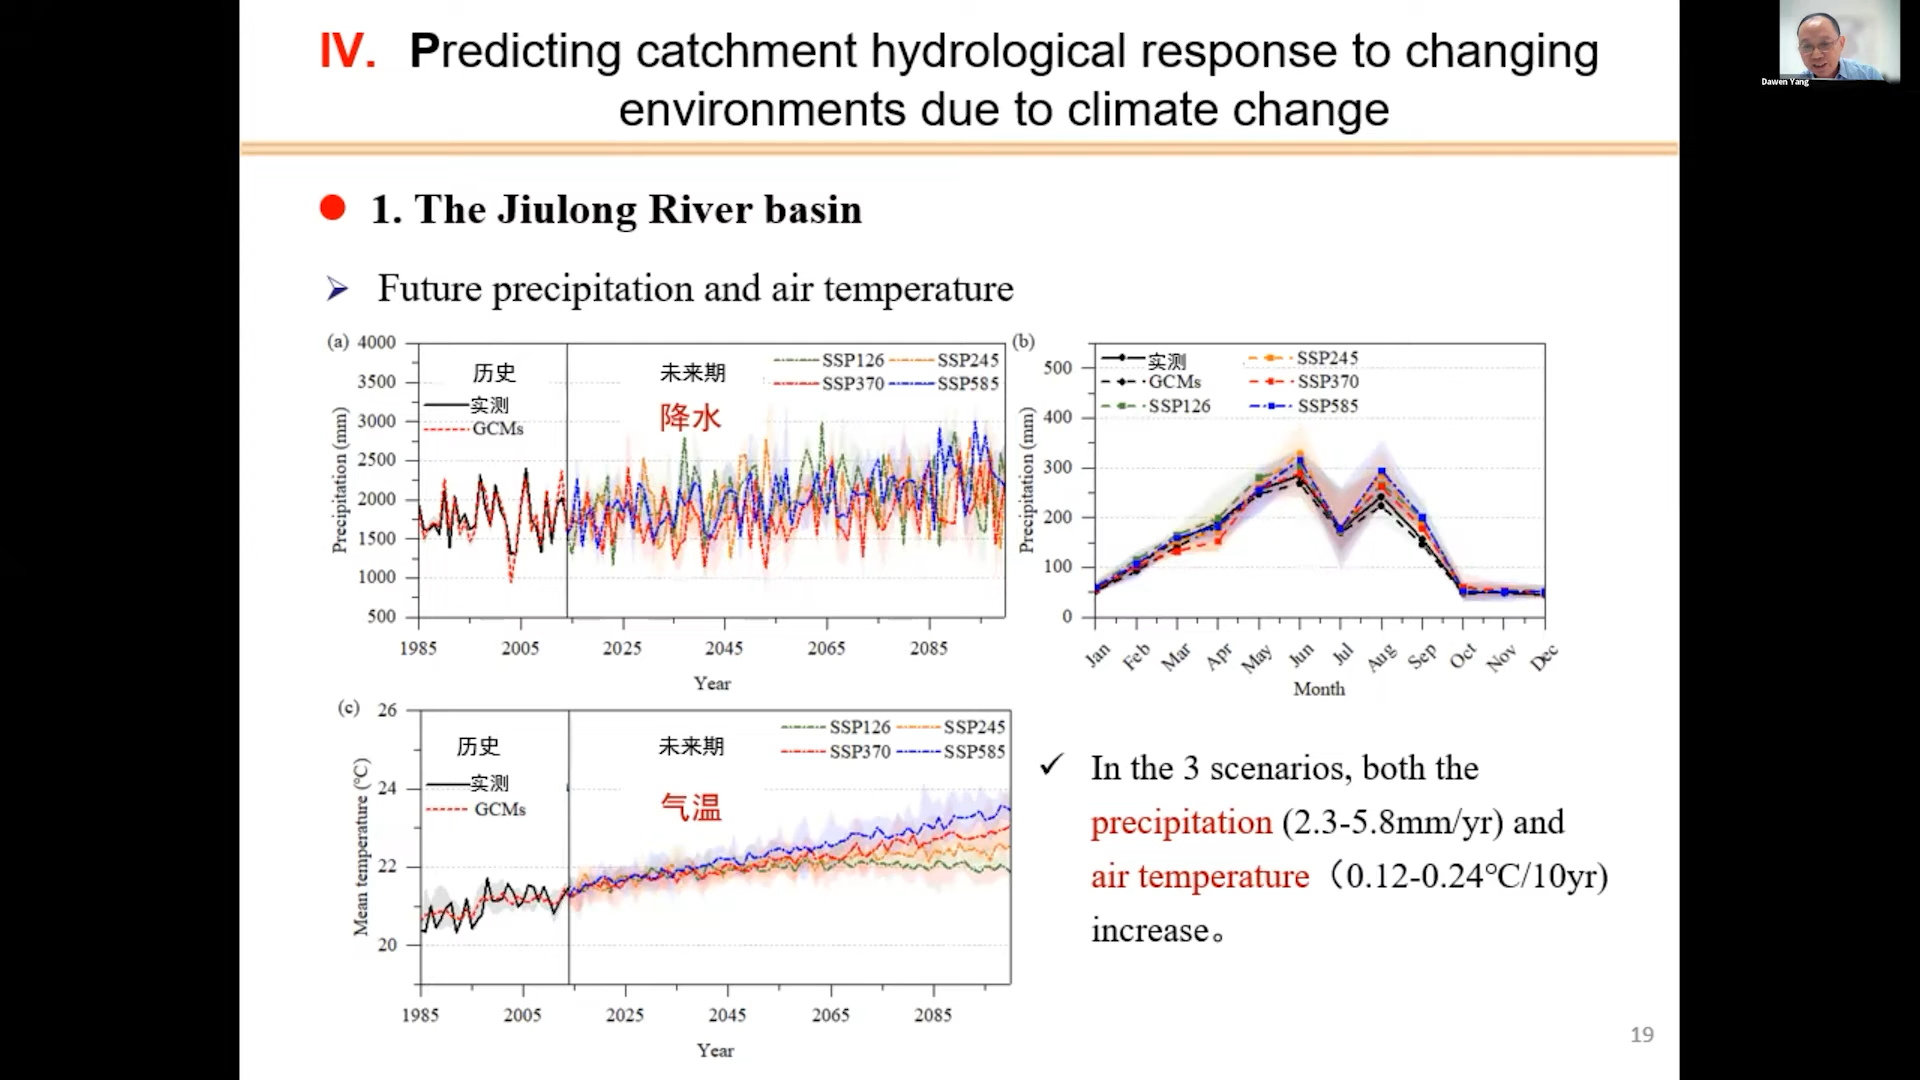 IV. Predicting catchment hydrological response to changing
environments due to climate change
Dawen Yang
1. The Jiulong River basin
Future precipitation and air temperature
(a)
4000
3500
3000
2500
2000
1500
1000
500
Precipitation (mm)
历史
实测
GCMs
未来期
降水
SSP126 SSP245
SSP370 SSP585
1985 2005 2025 2045 2065 2085
Year
(b)
500
400
300
200
100
0
Precipitation (mm)
实测 SSP245
GCMs SSP370
SSP126 SSP585
Jan Feb Mar Apr May Jun Jul Aug Sep Oct Nov Dec
Month
(c)
26
24
22
20
Mean temperature (℃)
历史
实测
GCMs
未来期
气温
SSP126 SSP245
SSP370 SSP585
1985 2005 2025 2045 2065 2085
Year
✓ In the 3 scenarios, both the
precipitation (2.3-5.8mm/yr) and
air temperature（0.12-0.24℃/10yr)
increase。
19